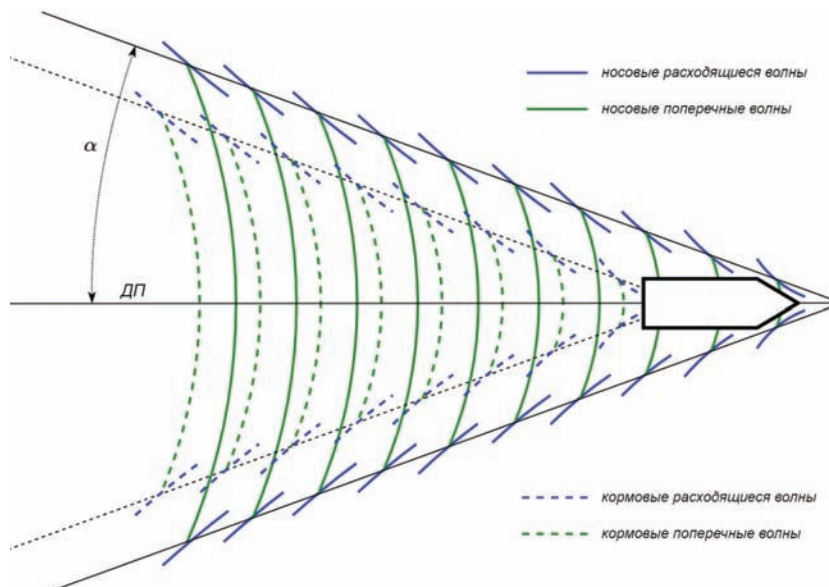 носовые расходящиеся волны
носовые поперечные волны
α
ДП
кормовые расходящиеся волны
кормовые поперечные волны